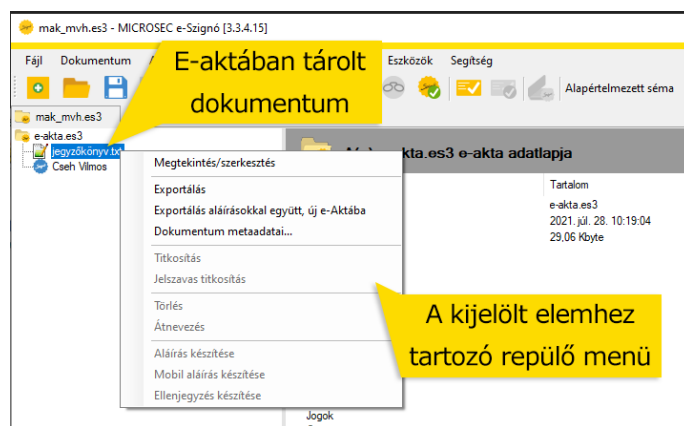 mak_mvh.es3 - MICROSEC e-Szignó [3.3.4.15]
Fájl Dokumentum Eszközök Segítség
E-aktában tárolt
dokumentum
Alapértelmezett séma
mak_mvh.es3
e-akta.es3
jegyzőkönyv.txt
Cseh Vilmos
kta.es3 e-akta adatlapja
Megtekintés/szerkesztés
Exportálás
Exportálás aláírásokkal együtt, új e-Aktába
Dokumentum metaadatai...
Titkosítás
Jelszavas titkosítás
Törlés
Átnevezés
Aláírás készítése
Mobil aláírás készítése
Ellenjegyzés készítése
Tartalom
e-akta.es3
2021. júl. 28. 10:19:04
29,06 Kbyte
A kijelölt elemhez
tartozó repülő menü
Jogok